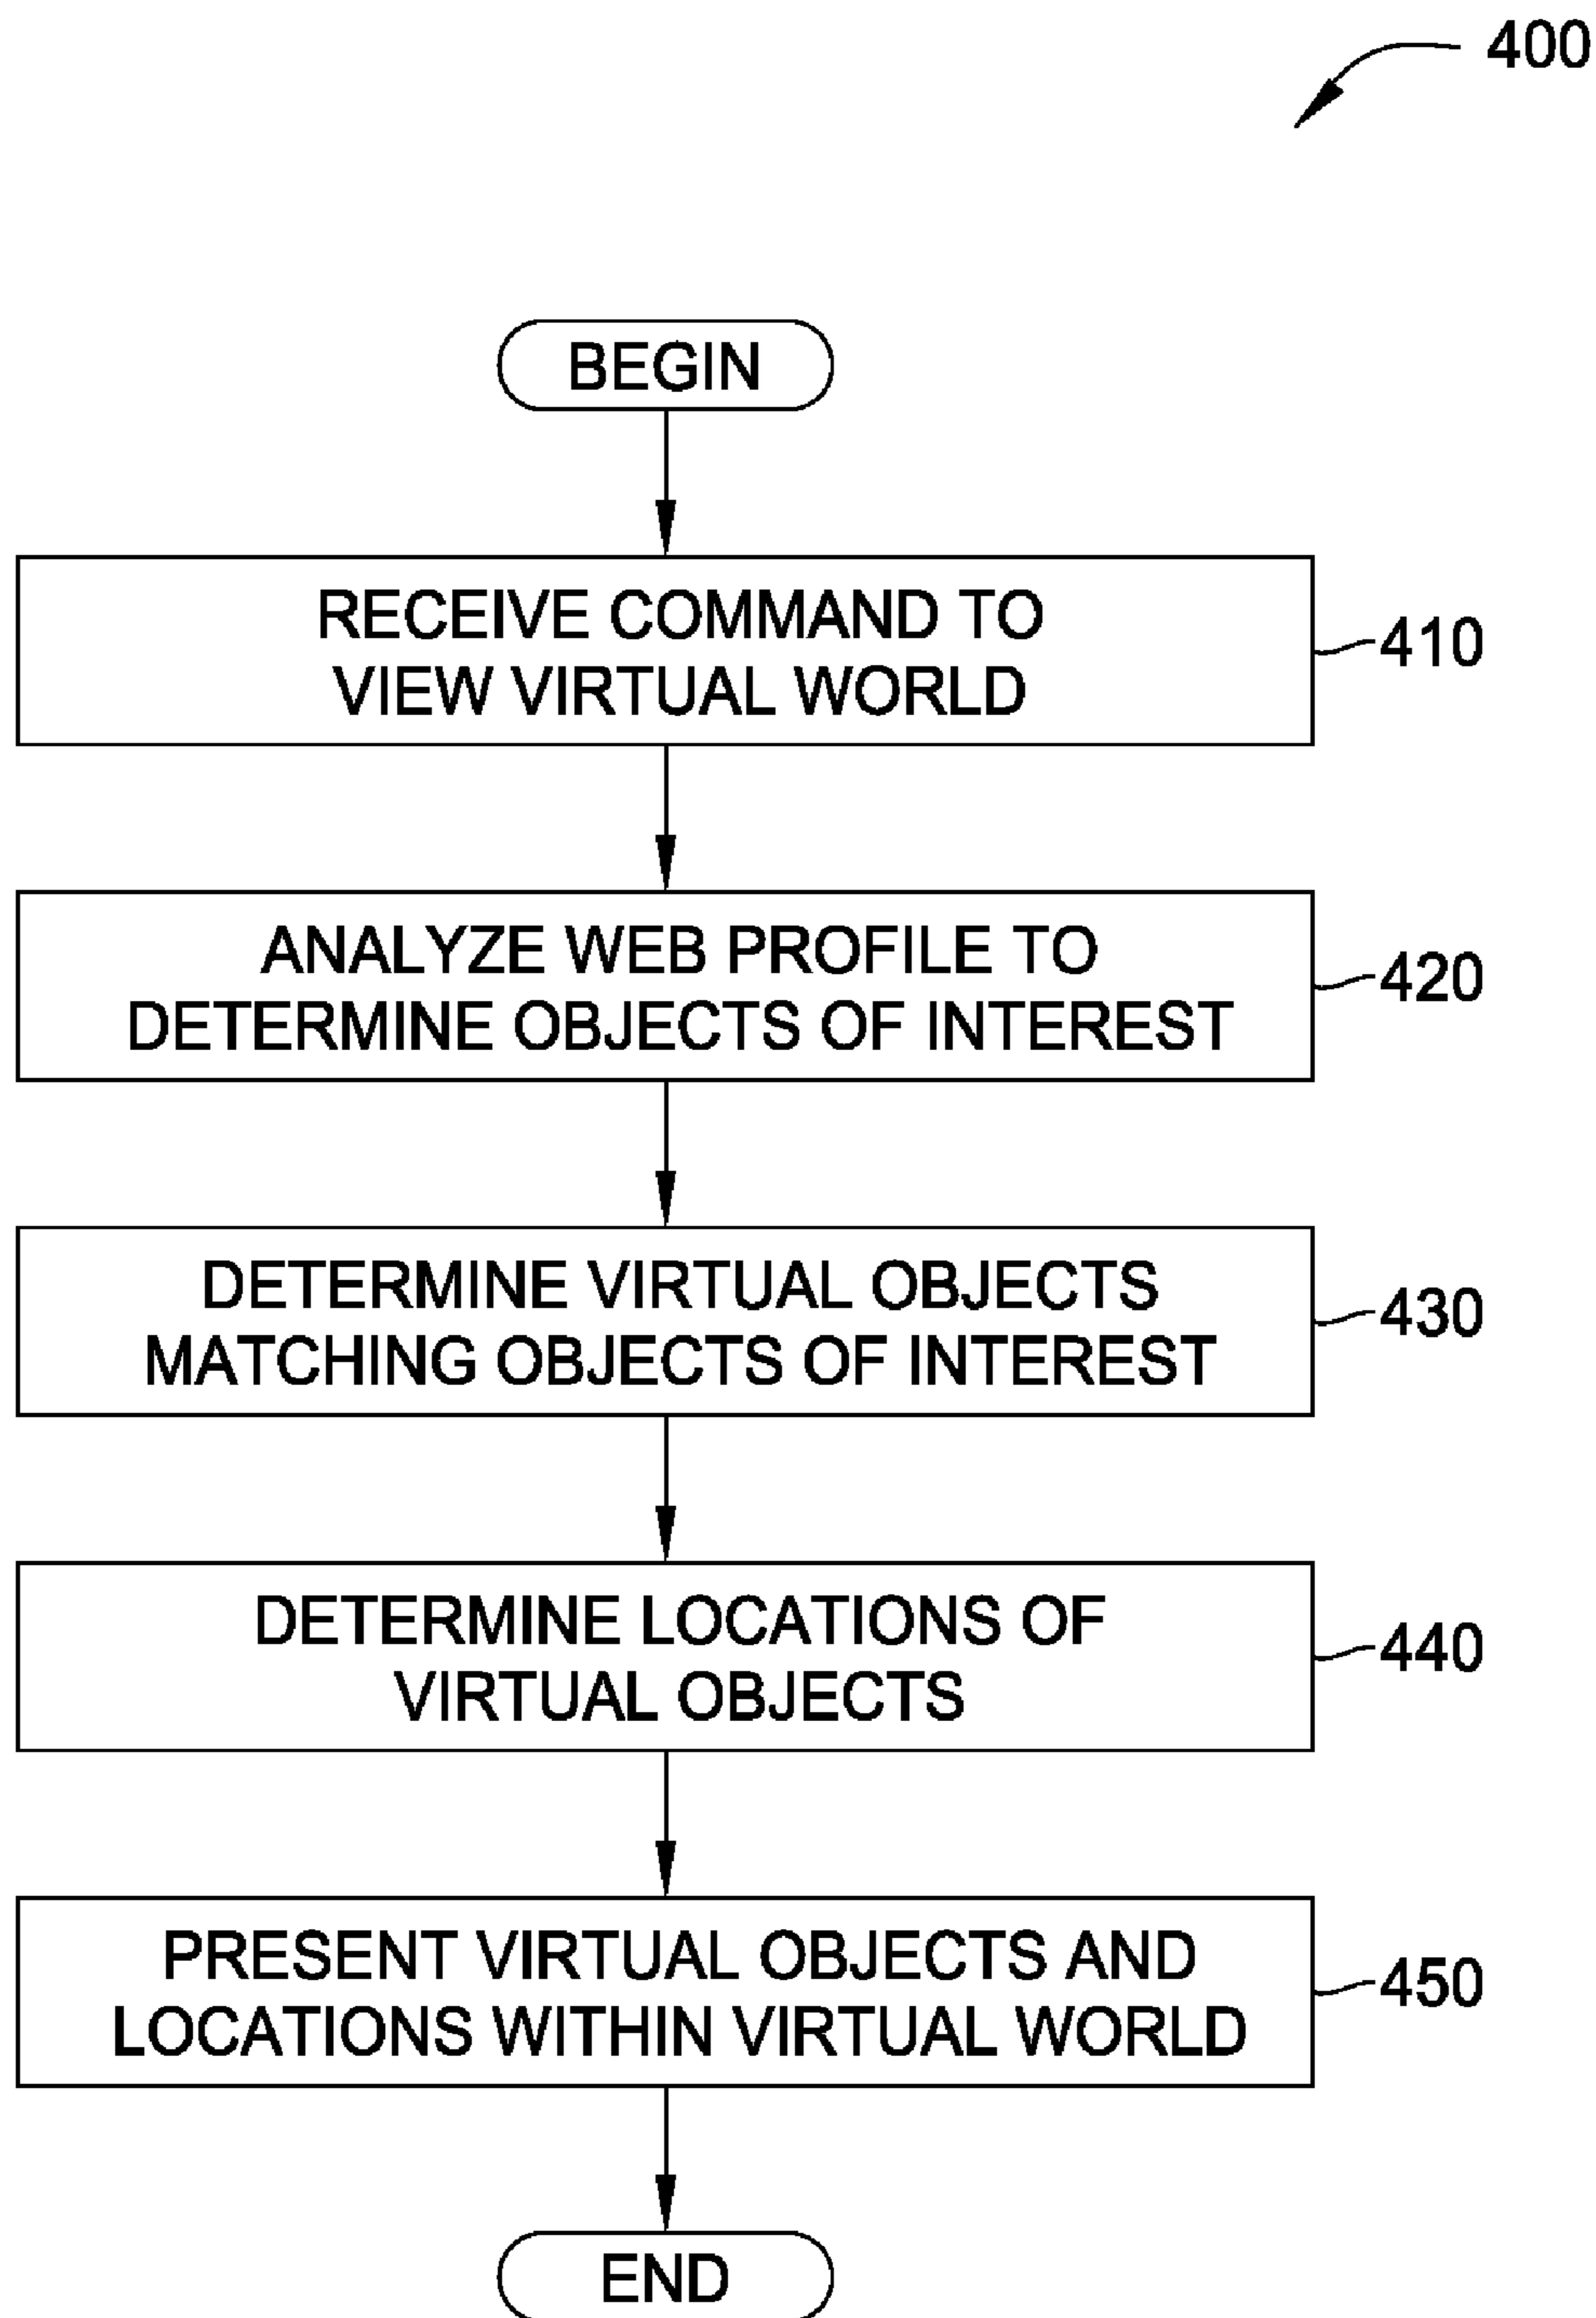 400
BEGIN
RECEIVE COMMAND TO
VIEW VIRTUAL WORLD
410
ANALYZE WEB PROFILE TO
DETERMINE OBJECTS OF INTEREST
420
DETERMINE VIRTUAL OBJECTS
MATCHING OBJECTS OF INTEREST
430
DETERMINE LOCATIONS OF
VIRTUAL OBJECTS
440
PRESENT VIRTUAL OBJECTS AND
LOCATIONS WITHIN VIRTUAL WORLD
450
END